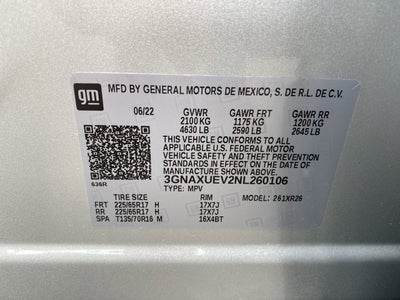 gm
MFD BY GENERAL MOTORS DE MEXICO, S. DE R.L. DE C.V.
06/22 GVWR GAWR FRT GAWR RR
2100 KG 1175 KG 1200 KG
4630 LB 2590 LB 2645 LB
THIS VEHICLE CONFORMS TO ALL
APPLICABLE U.S. FEDERAL MOTOR
VEHICLE SAFETY, BUMPER, AND THEFT PREVENTION
STANDARDS IN EFFECT ON THE DATE OF
MANUFACTURE SHOWN ABOVE.
3GNAXUEV2NL260106
636R TYPE: MPV
TIRE SIZE RIM MODEL: 261XR26
FRT 225/65R17 H 17X7J
RR 225/65R17 H 17X7J
SPA T135/70R16 M 16X4BT